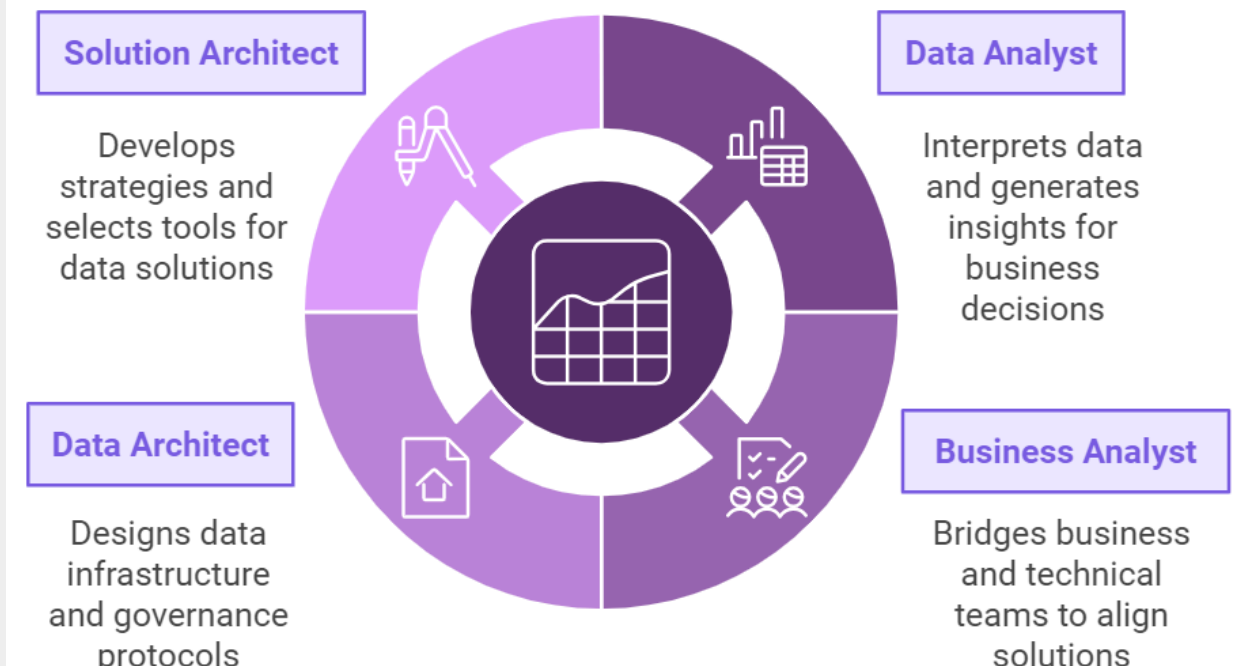 Solution Architect
Develops
strategies and
selects tools for
data solutions
Data Analyst
Interprets data
and generates
insights for
business
decisions
Data Architect
Designs data
infrastructure
and governance
protocols
Business Analyst
Bridges business
and technical
teams to align
solutions